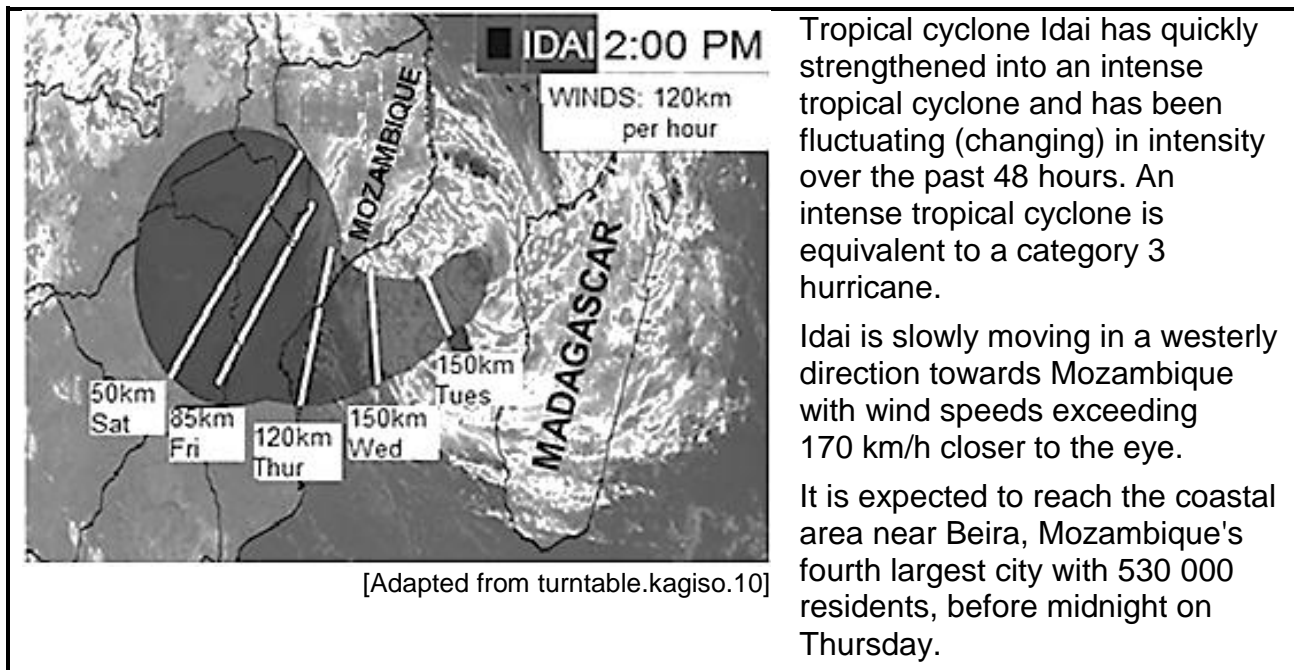 IDAI 2:00 PM
WINDS: 120km
per hour
MOZAMBIQUE
MADAGASCAR
50km
Sat
85km
Fri
120km
Thur
150km
Wed
150km
Tues
[Adapted from turntable.kagiso.10]
Tropical cyclone Idai has quickly
strengthened into an intense
tropical cyclone and has been
fluctuating (changing) in intensity
over the past 48 hours. An
intense tropical cyclone is
equivalent to a category 3
hurricane.
Idai is slowly moving in a westerly
direction towards Mozambique
with wind speeds exceeding
170 km/h closer to the eye.
It is expected to reach the coastal
area near Beira, Mozambique's
fourth largest city with 530 000
residents, before midnight on
Thursday.